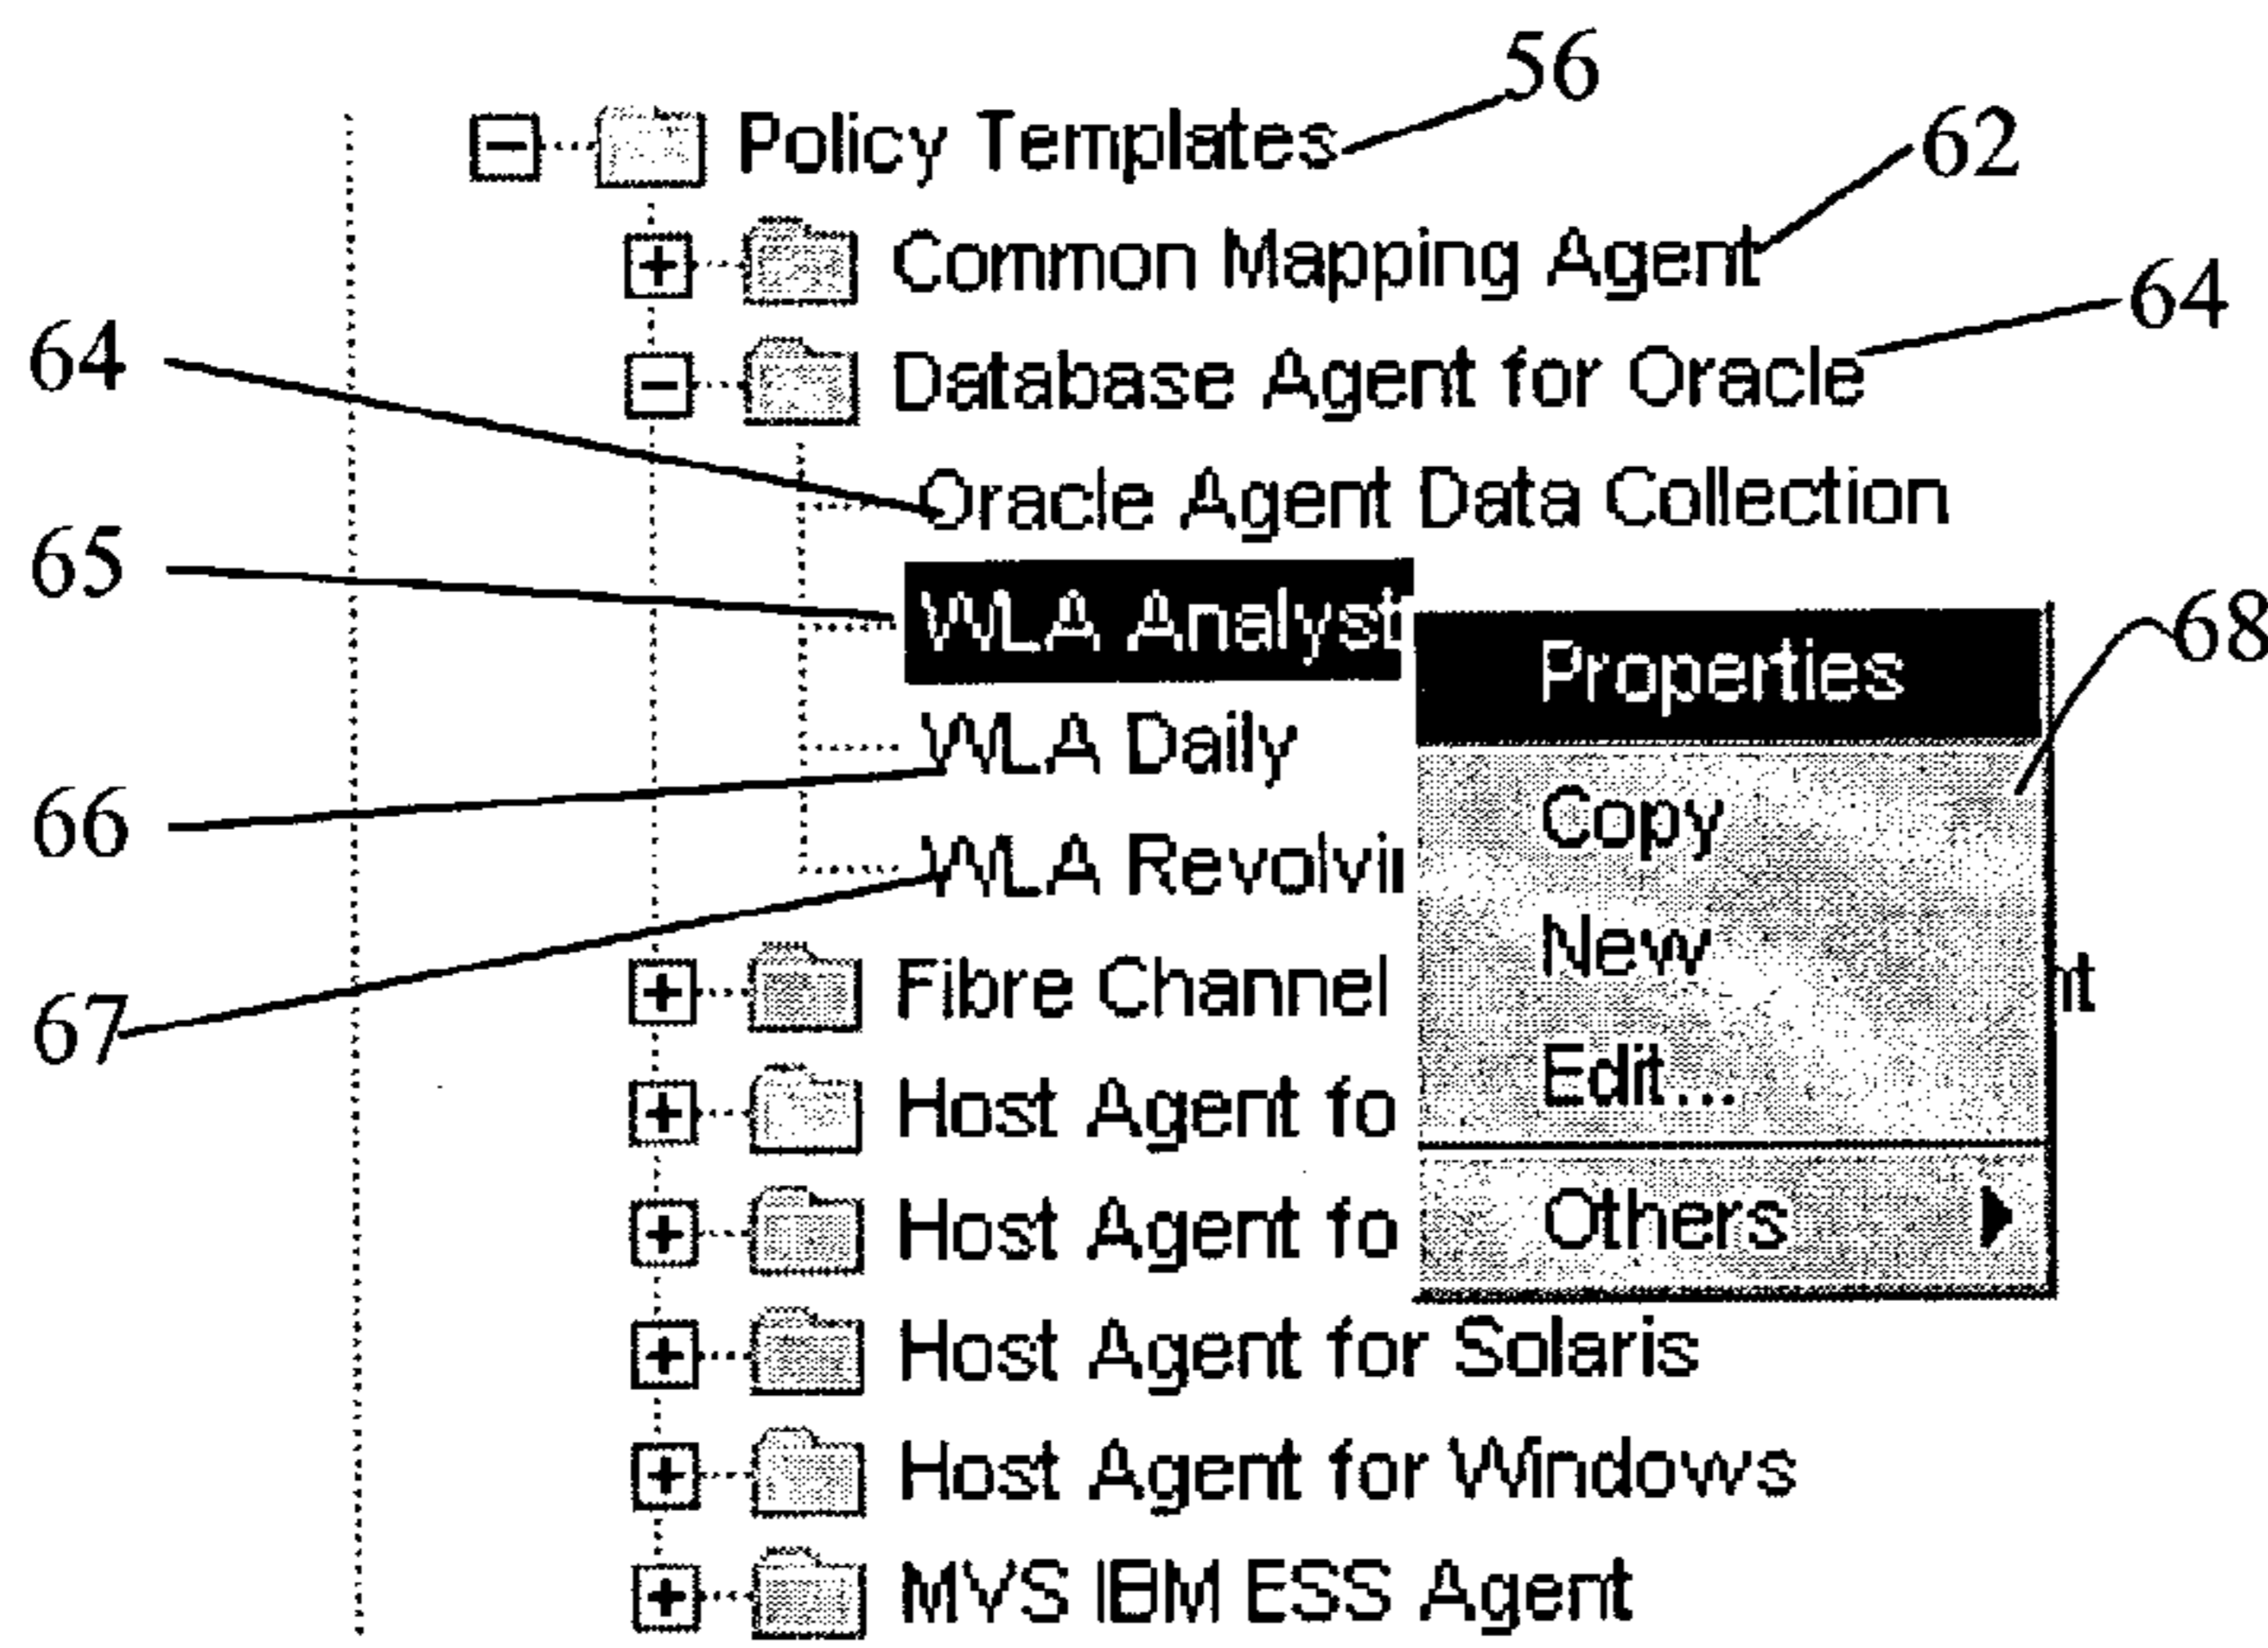 56
Policy Templates
62
Common Mapping Agent
64
Database Agent for Oracle
64
Oracle Agent Data Collection
65
WLA Analysi
Properties
68
WLA Daily
Copy
66
WLA Revolvi
New
67
Fibre Channel
nt
Edit...
Host Agent fo
Host Agent fo
Others
Host Agent for Solaris
Host Agent for Windows
MVS IBM ESS Agent